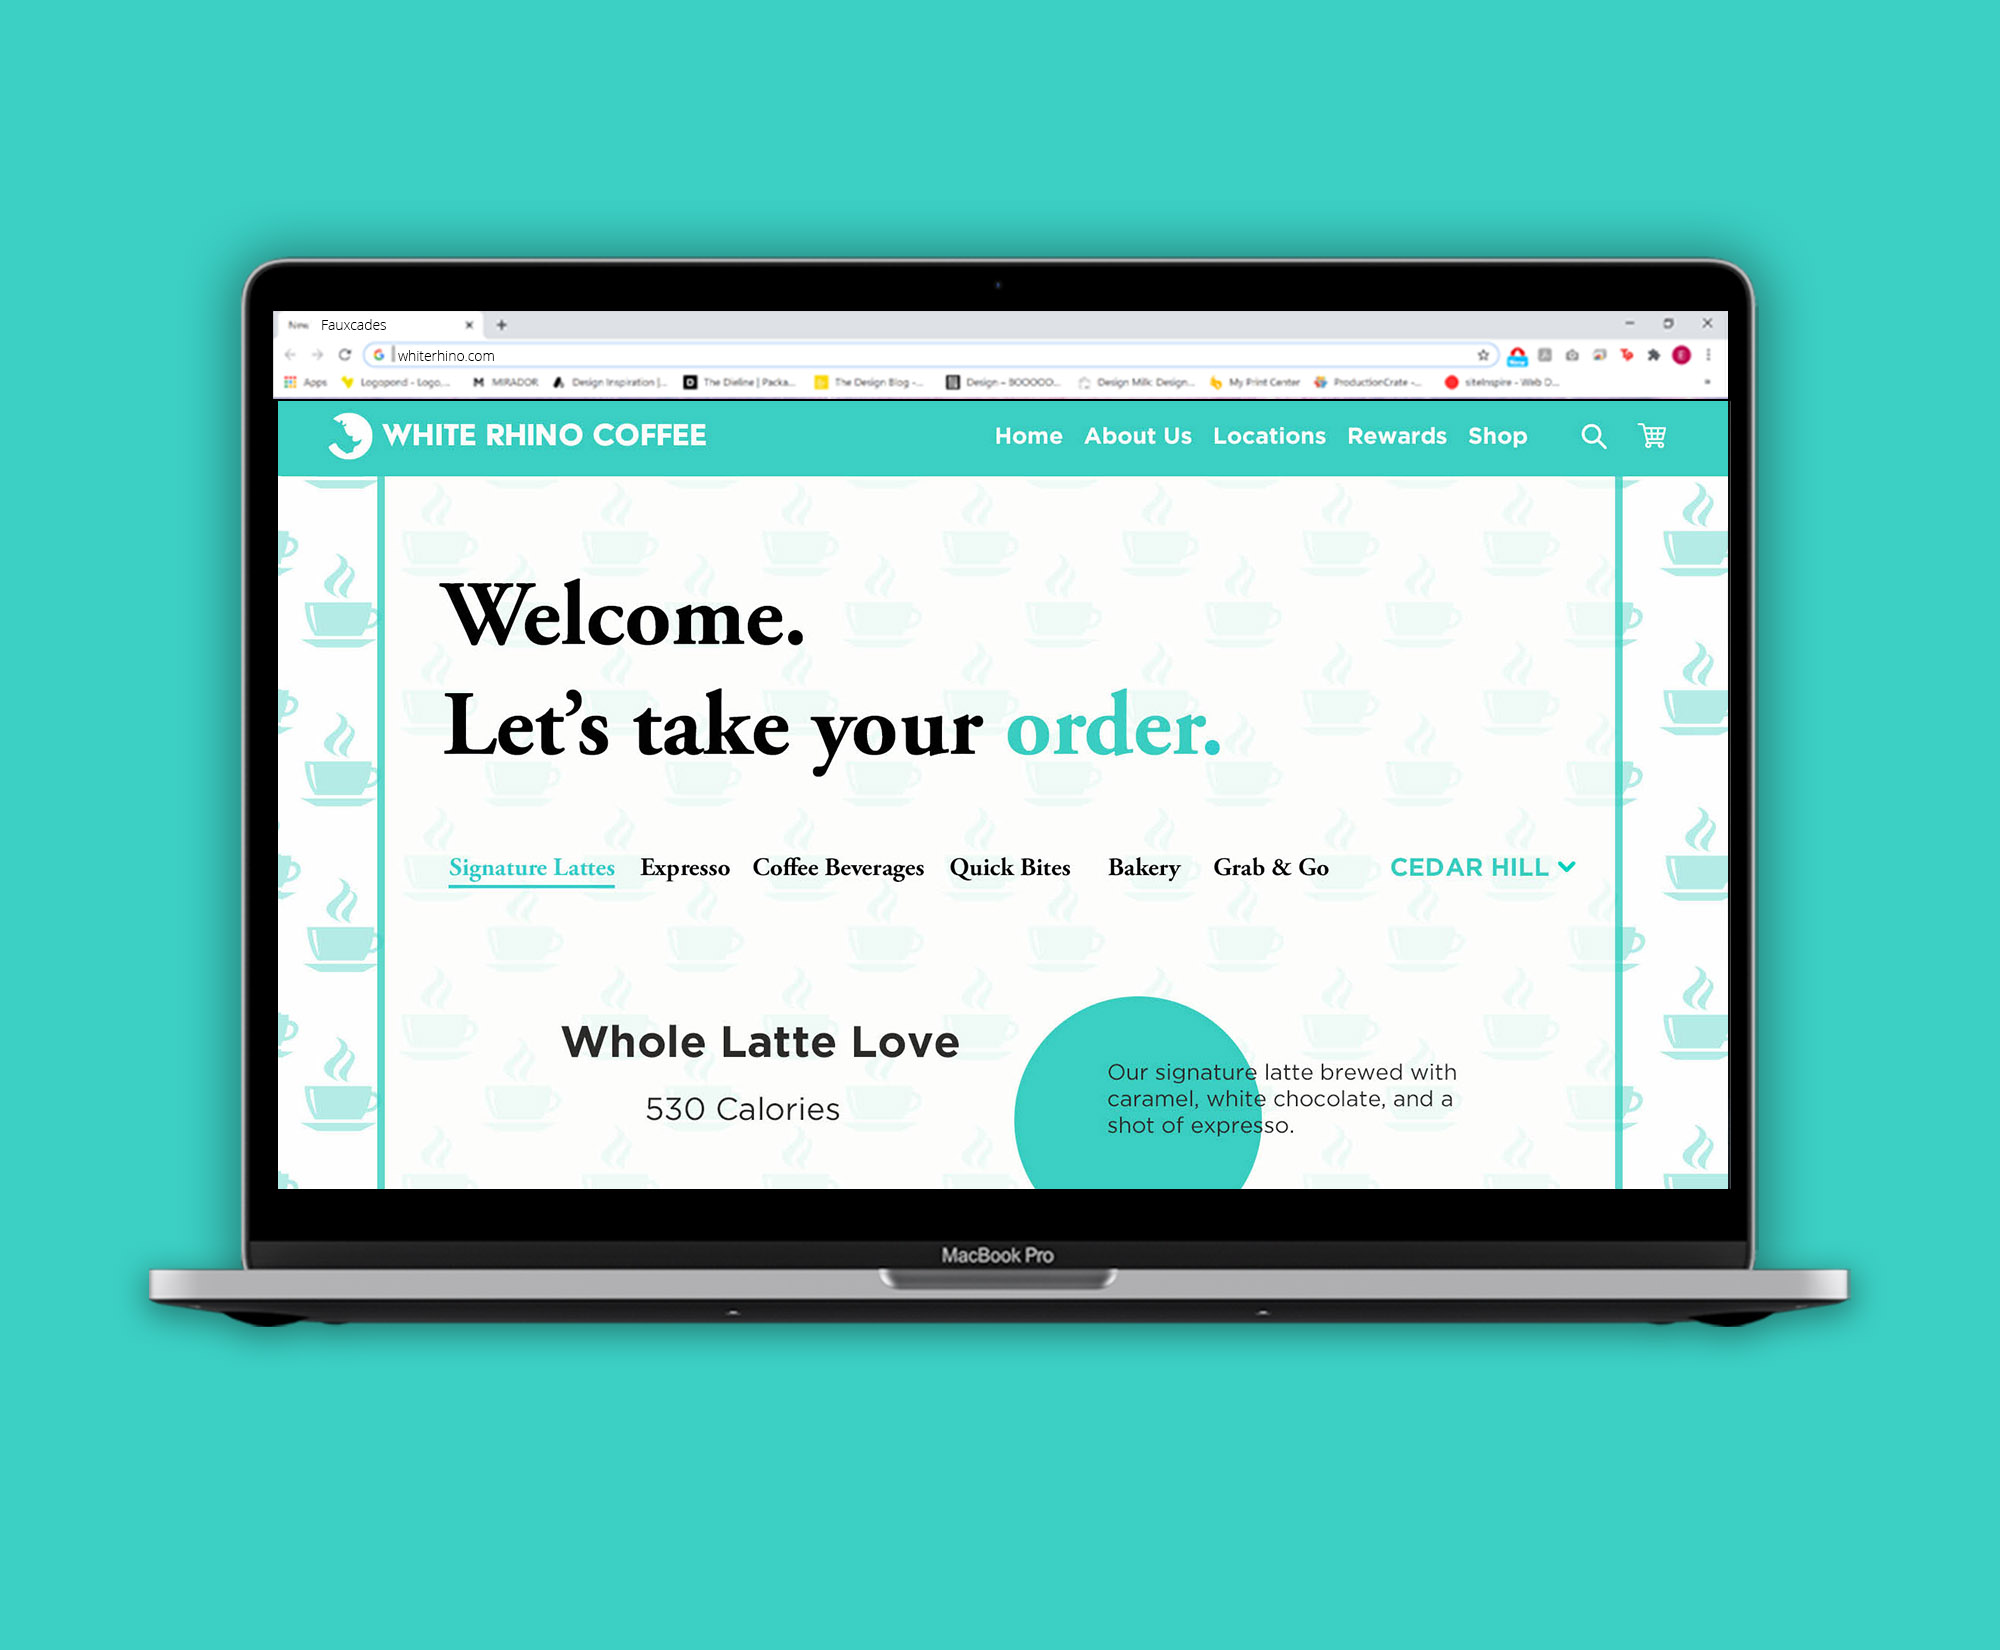 New Fauxcades
whiterhino.com
Apps Logopond - Logo,... MIRADOR Design Inspiration |... The Dieline | Packa... The Design Blog -... Design – BOOOOO... Design Milk: Design... My Print Center ProductionCrate -... siteInspire - Web D...
WHITE RHINO COFFEE Home About Us Locations Rewards Shop
Welcome.
Let’s take your order.
Signature Lattes Expresso Coffee Beverages Quick Bites Bakery Grab & Go CEDAR HILL
Whole Latte Love
530 Calories
Our signature latte brewed with
caramel, white chocolate, and a
shot of expresso.
MacBook Pro